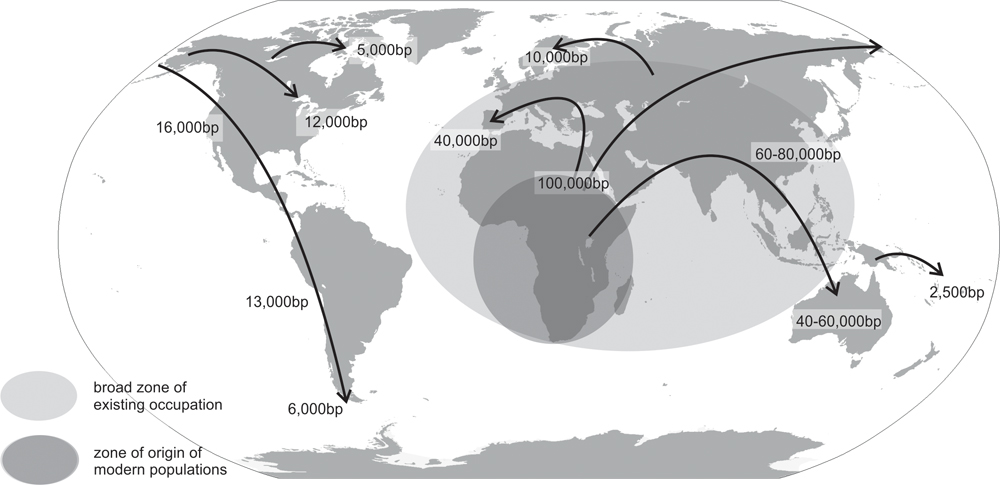 5,000bp
10,000bp
16,000bp
12,000bp
40,000bp
60-80,000bp
100,000bp
2,500bp
13,000bp
40-60,000bp
6,000bp
broad zone of
existing occupation
zone of origin of
modern populations